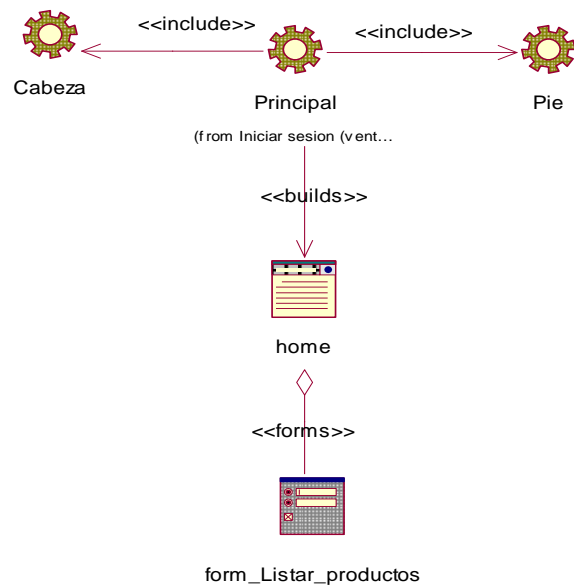 <<include>> <<include>>
Cabeza Principal Pie
(from Iniciar sesion (vent...
<<builds>>
home
<<forms>>
form_Listar_productos